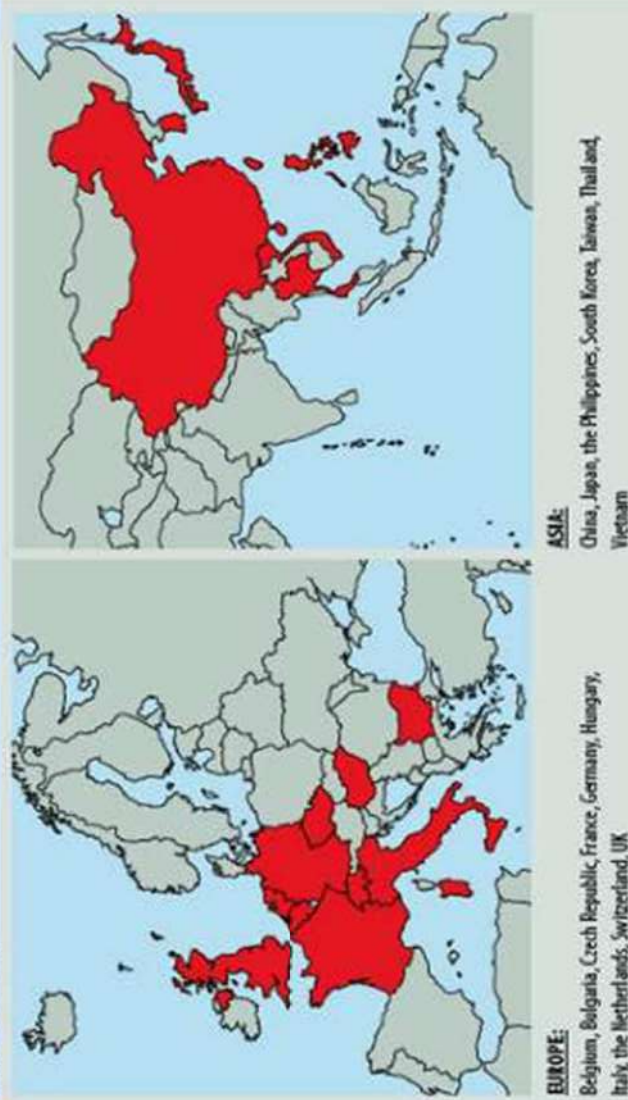 EUROPE:
Belgium, Bulgaria, Czech Republic, France, Germany, Hungary,
Italy, the Netherlands, Switzerland, UK
ASIA:
China, Japan, the Philippines, South Korea, Taiwan, Thailand,
Vietnam